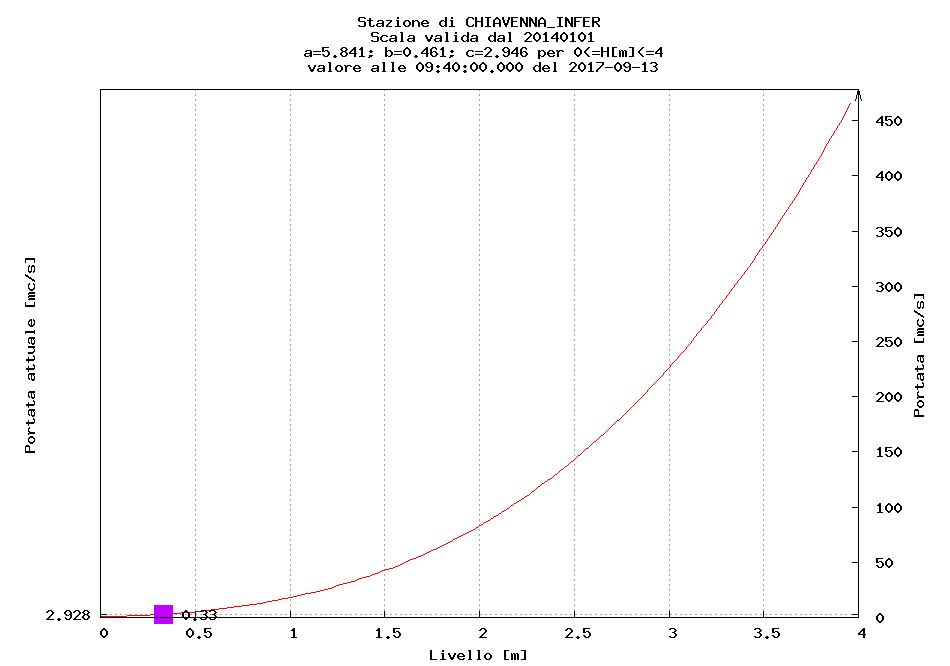 Stazione di CHIAVENNA_INFER
Scala valida dal 20140101
a=5.841; b=0.461; c=2.946 per 0<=H[m]<=4
valore alle 09:40:00.000 del 2017-09-13
Portata attuale [mc/s]
2.928
0.33
450
400
350
300
250
200
150
100
50
0
Portata [mc/s]
0 0.5 1 1.5 2 2.5 3 3.5 4
Livello [m]